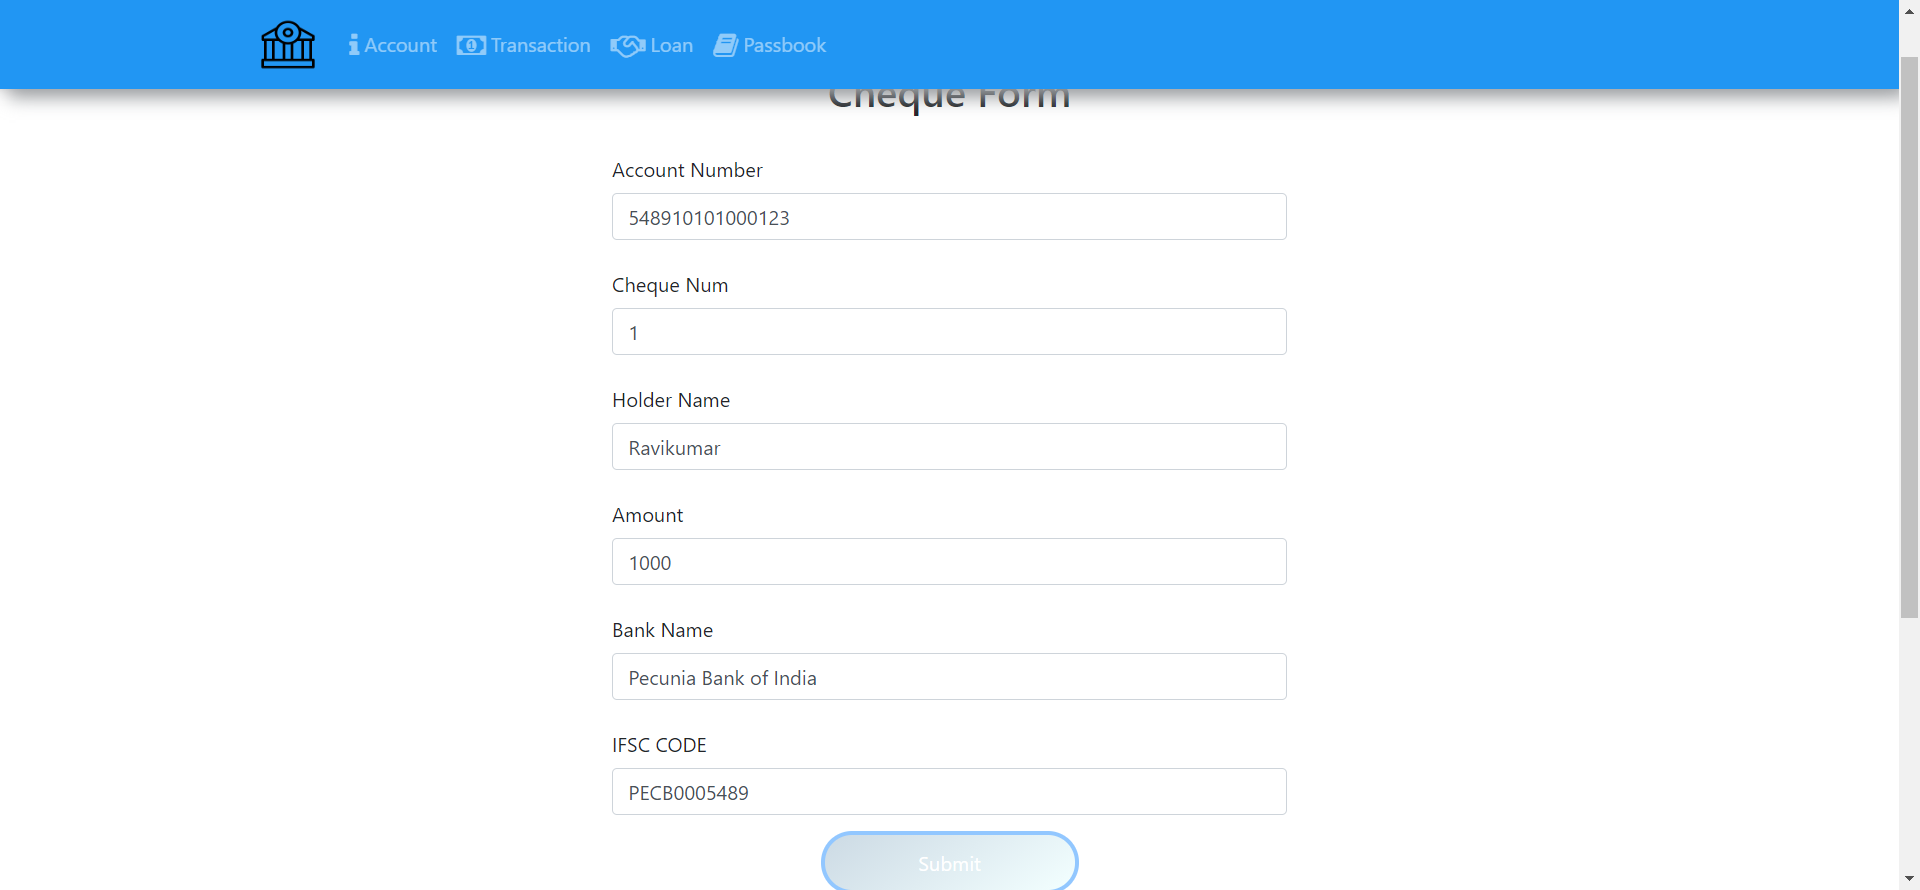 Account Transaction Loan Passbook
Cheque Form
Account Number
548910101000123
Cheque Num
1
Holder Name
Ravikumar
Amount
1000
Bank Name
Pecunia Bank of India
IFSC CODE
PECB0005489
Submit